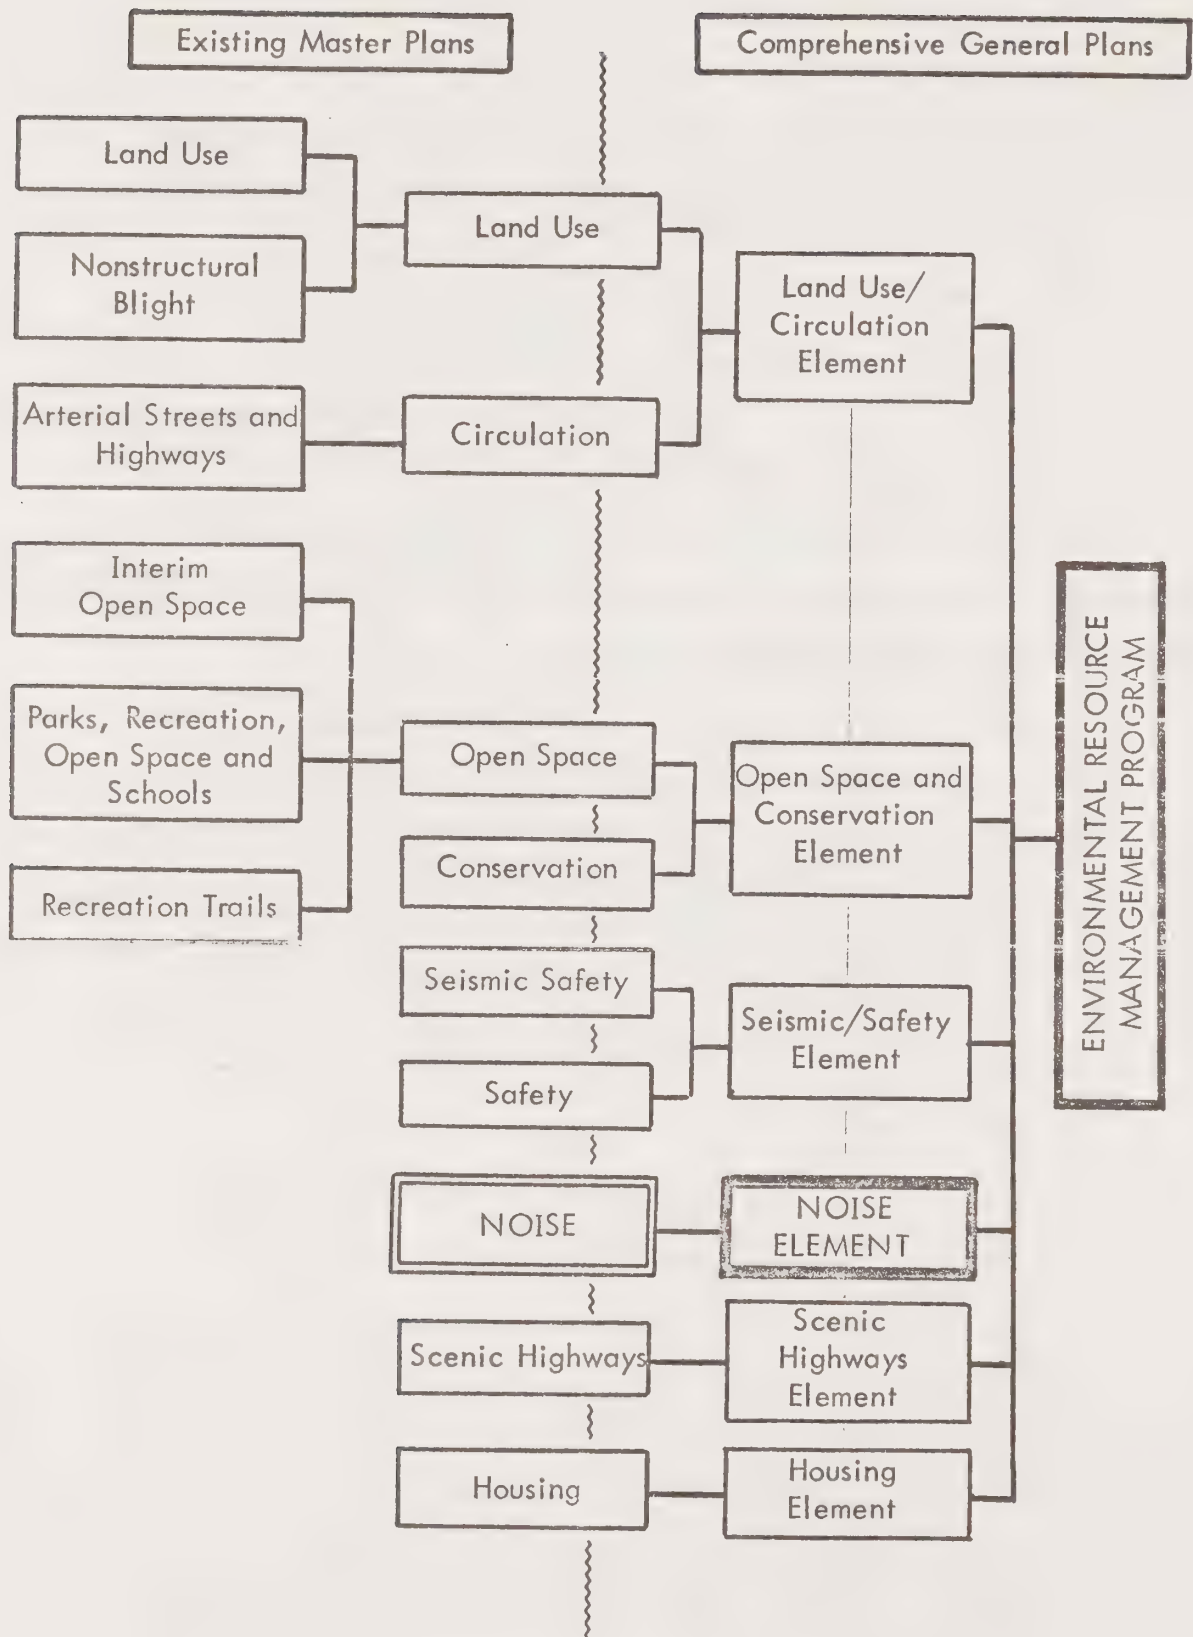 Existing Master Plans
Comprehensive General Plans
Land Use
Nonstructural
Blight
Arterial Streets and
Highways
Interim
Open Space
Parks, Recreation,
Open Space and
Schools
Recreation Trails
Land Use
Circulation
Open Space
Conservation
Seismic Safety
Safety
NOISE
Scenic Highways
Housing
Land Use/
Circulation
Element
Open Space and
Conservation
Element
Seismic/Safety
Element
NOISE
ELEMENT
Scenic
Highways
Element
Housing
Element
ENVIRONMENTAL RESOURCE
MANAGEMENT PROGRAM